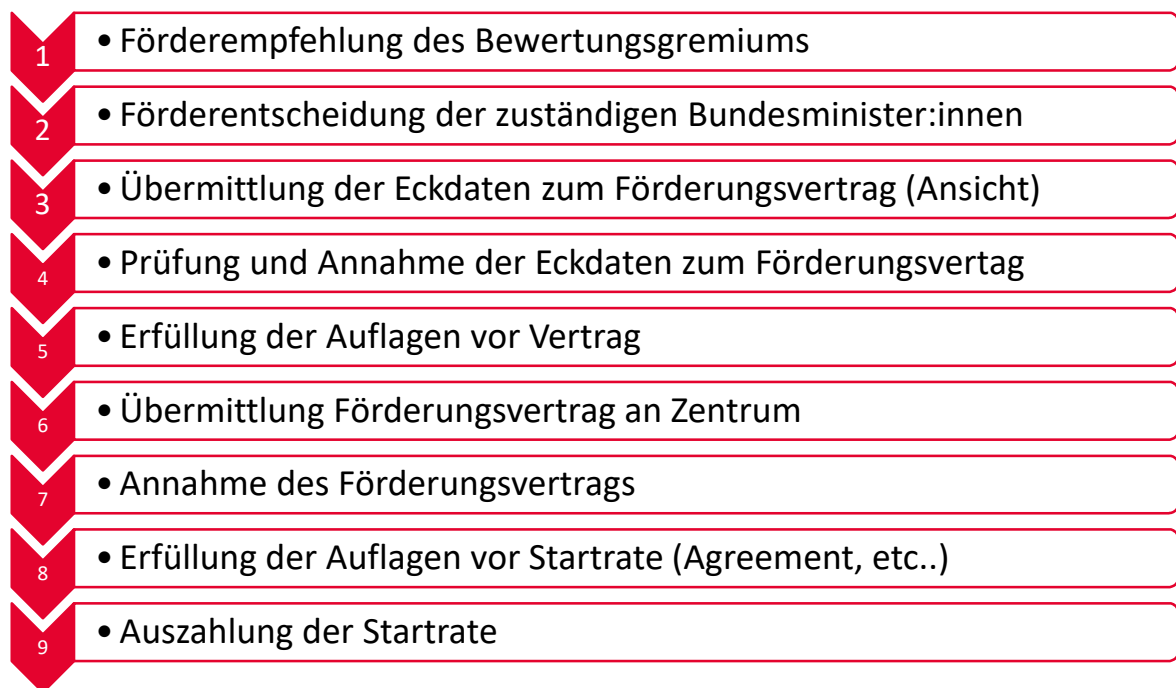 1 • Förderempfehlung des Bewertungsgremiums
2 • Förderentscheidung der zuständigen Bundesminister:innen
3 • Übermittlung der Eckdaten zum Förderungsvertrag (Ansicht)
4 • Prüfung und Annahme der Eckdaten zum Förderungsvertag
5 • Erfüllung der Auflagen vor Vertrag
6 • Übermittlung Förderungsvertrag an Zentrum
7 • Annahme des Förderungsvertrags
8 • Erfüllung der Auflagen vor Startrate (Agreement, etc..)
9 • Auszahlung der Startrate